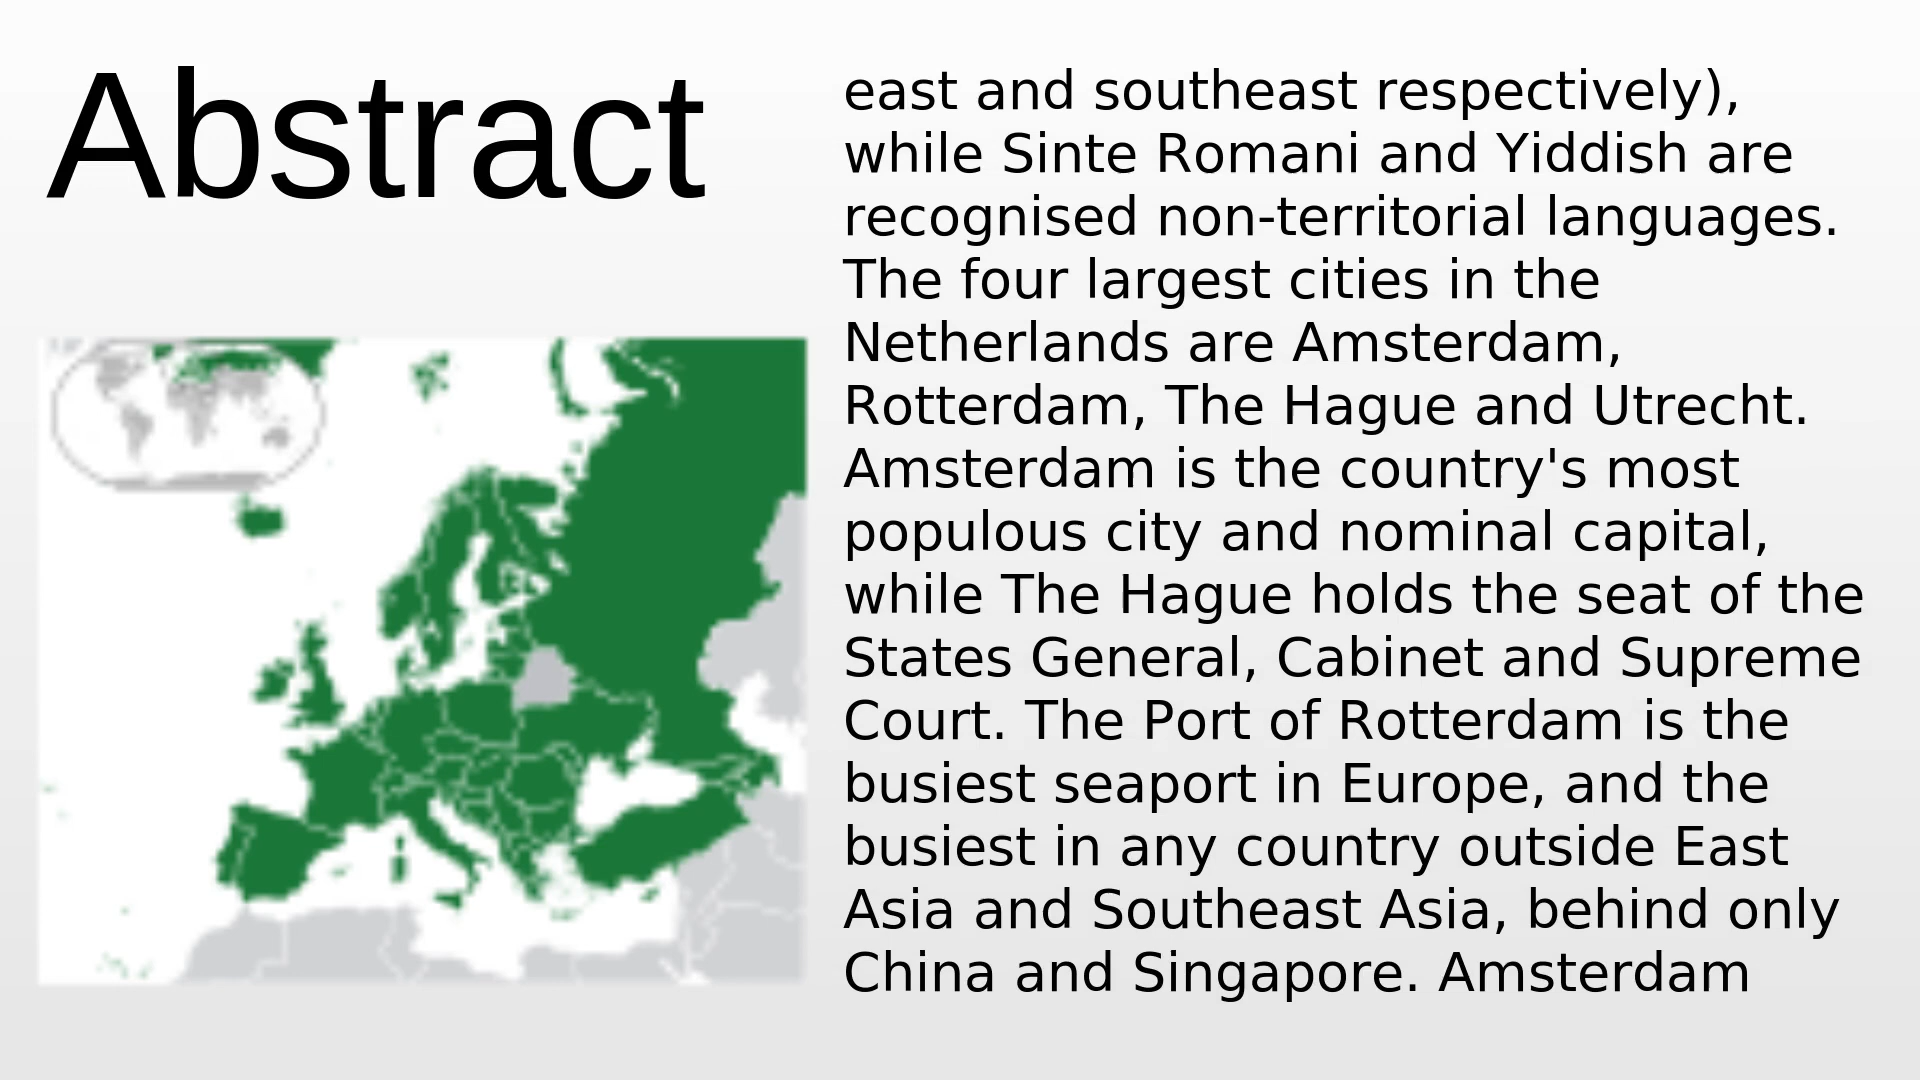 Abstract
east and southeast respectively),
while Sinte Romani and Yiddish are
recognised non-territorial languages.
The four largest cities in the
Netherlands are Amsterdam,
Rotterdam, The Hague and Utrecht.
Amsterdam is the country's most
populous city and nominal capital,
while The Hague holds the seat of the
States General, Cabinet and Supreme
Court. The Port of Rotterdam is the
busiest seaport in Europe, and the
busiest in any country outside East
Asia and Southeast Asia, behind only
China and Singapore. Amsterdam